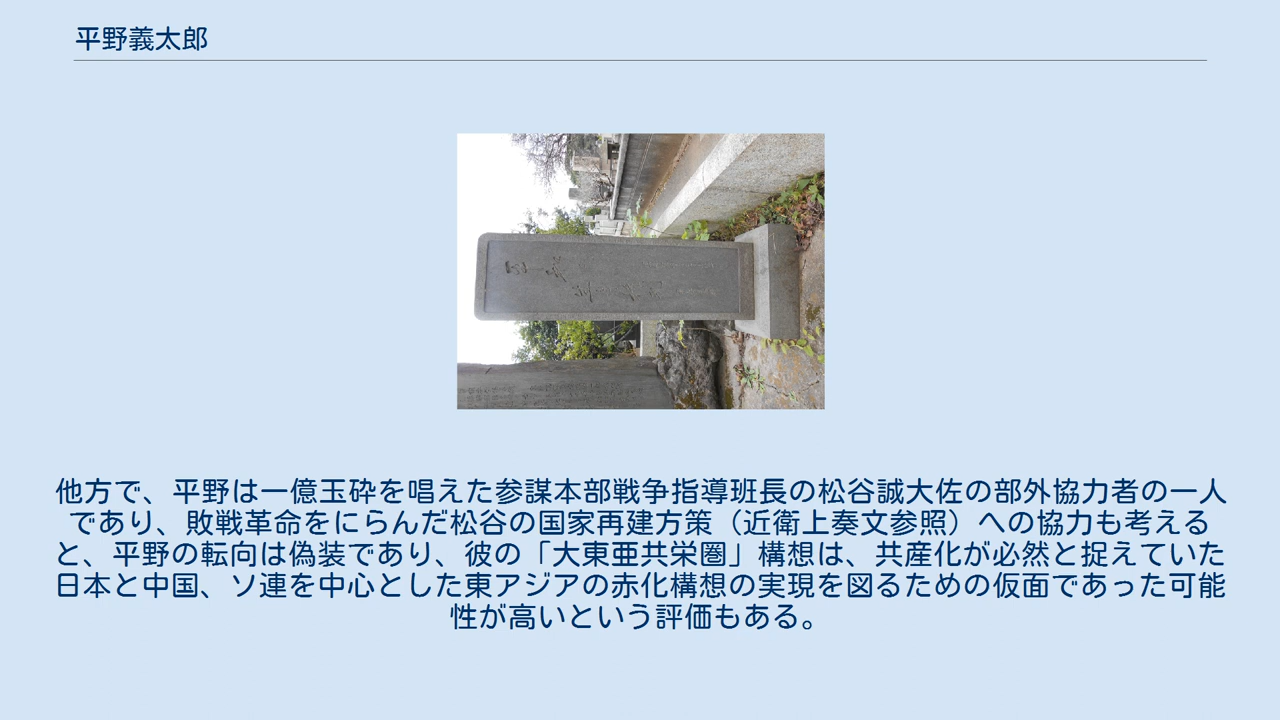 平野義太郎
他方で、平野は一億玉砕を唱えた参謀本部戦争指導班長の松谷誠大佐の部外協力者の一人
であり、敗戦革命をにらんだ松谷の国家再建方策（近衛上奏文参照）への協力も考える
と、平野の転向は偽装であり、彼の「大東亜共栄圏」構想は、共産化が必然と捉えていた
日本と中国、ソ連を中心とした東アジアの赤化構想の実現を図るための仮面であった可能
性が高いという評価もある。